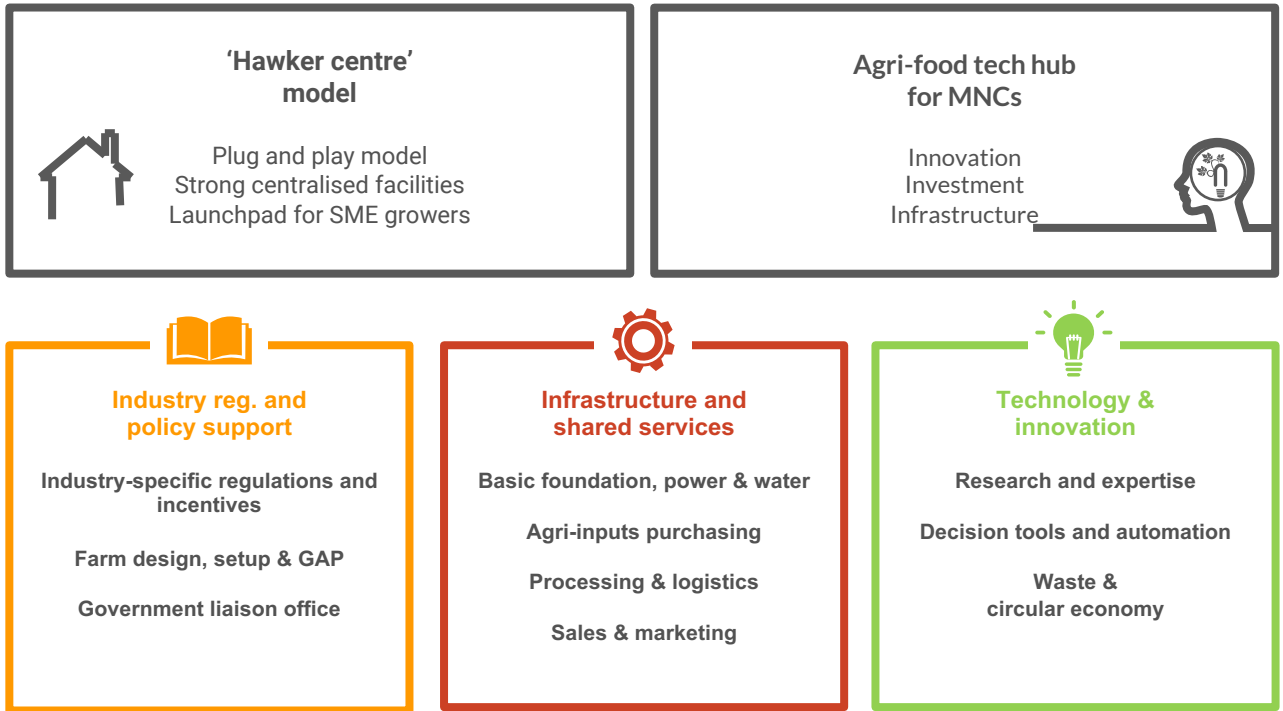 ‘Hawker centre’
model
Plug and play model
Strong centralised facilities
Launchpad for SME growers
Agri-food tech hub
for MNCs
Innovation
Investment
Infrastructure
Industry reg. and
policy support
Industry-specific regulations and
incentives
Farm design, setup & GAP
Government liaison office
Infrastructure and
shared services
Basic foundation, power & water
Agri-inputs purchasing
Processing & logistics
Sales & marketing
Technology &
innovation
Research and expertise
Decision tools and automation
Waste &
circular economy